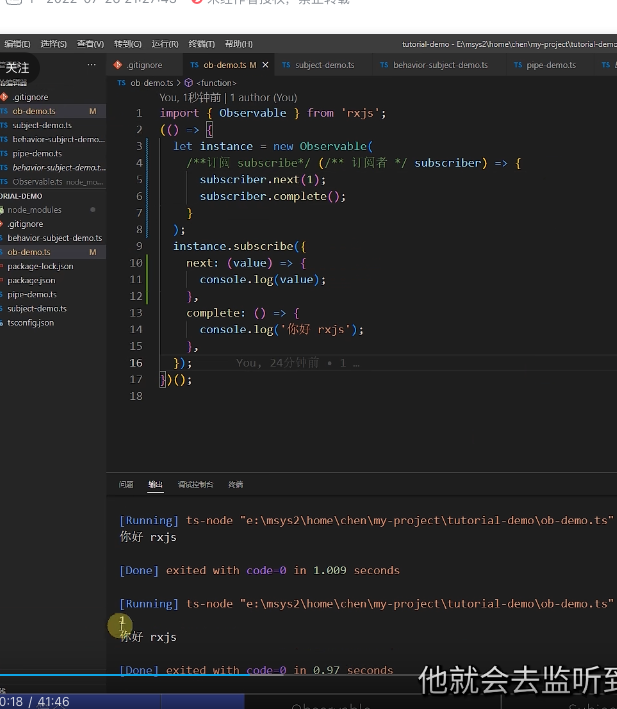 1 2022-07-26 21:27:45 未经作者授权，禁止转载
编辑(E) 选择(S) 查看(V) 转到(G) 运行(R) 终端(T) 帮助(H)
ob-demo.ts - tutorial-demo - E:\msys2\home\chen\my-project\tutorial-demo
关注
.gitignore
ob-demo.ts M
subject-demo.ts
behavior-subject-demo.ts
pipe-demo.ts
ob-demo.ts > <function>
.gitignore
ob-demo.ts M
subject-demo.ts
behavior-subject-demo...
pipe-demo.ts
behavior-subject-demo.t...
Observable.ts node_mo...
ORIAL-DEMO
node_modules
.gitignore
behavior-subject-demo.ts
ob-demo.ts M
package-lock.json
package.json
pipe-demo.ts
subject-demo.ts
tsconfig.json
You, 1秒钟前 | 1 author (You)
1 import { Observable } from 'rxjs';
2 (() => {
3 let instance = new Observable(
4 /**订阅 subscribe*/ (/** 订阅者 */ subscriber) => {
5 subscriber.next(1);
6 subscriber.complete();
7 }
8 );
9 instance.subscribe({
10 next: (value) => {
11 console.log(value);
12 },
13 complete: () => {
14 console.log('你好 rxjs');
15 },
16 }); You, 24分钟前 • 1 …
17 })();
18
问题 输出 调试控制台 终端
[Running] ts-node "e:\msys2\home\chen\my-project\tutorial-demo\ob-demo.ts"
你好 rxjs
[Done] exited with code=0 in 1.009 seconds
[Running] ts-node "e:\msys2\home\chen\my-project\tutorial-demo\ob-demo.ts"
1
你好 rxjs
[Done] exited with code=0 in 0.97 seconds
他就会去监听到
0:18 / 41:46
Observable